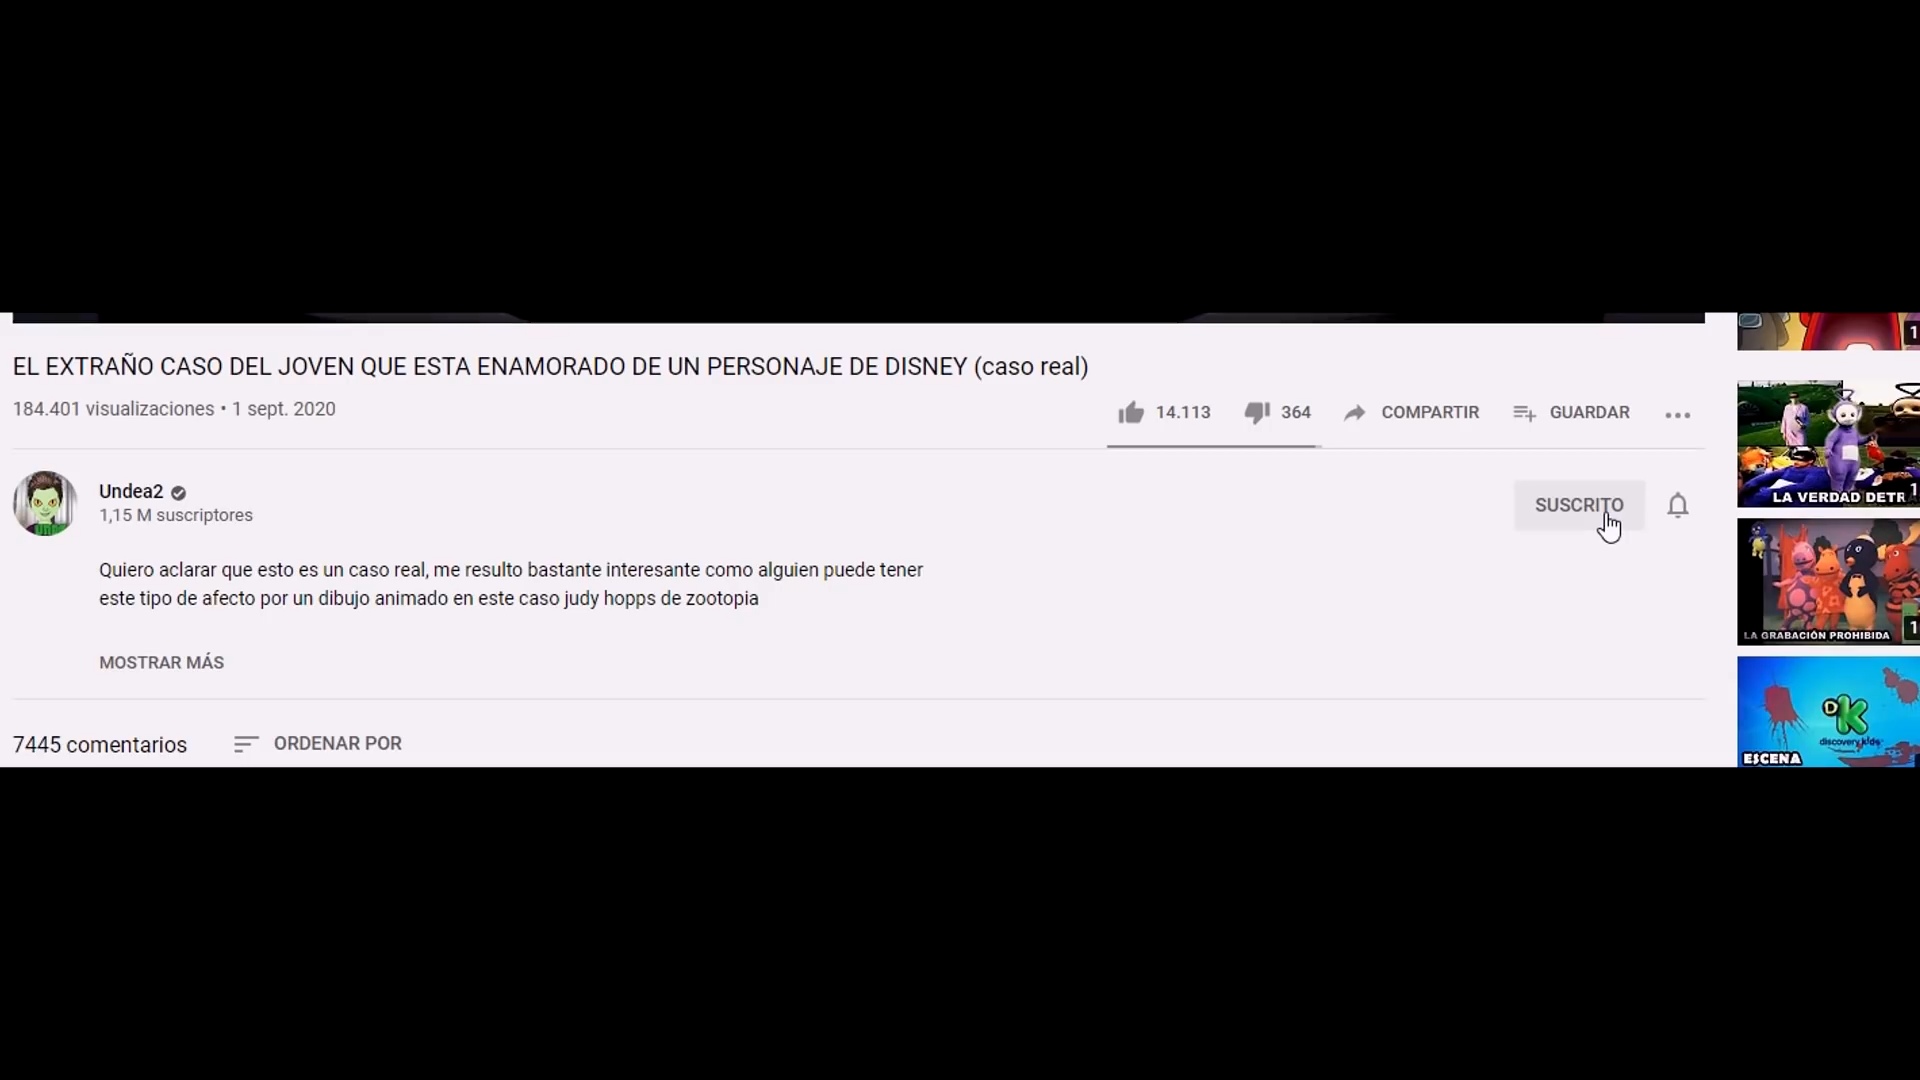 EL EXTRAÑO CASO DEL JOVEN QUE ESTA ENAMORADO DE UN PERSONAJE DE DISNEY (caso real)
184.401 visualizaciones • 1 sept. 2020
14.113
364
COMPARTIR
GUARDAR
Undea2
1,15 M suscriptores
SUSCRITO
Quiero aclarar que esto es un caso real, me resulto bastante interesante como alguien puede tener
este tipo de afecto por un dibujo animado en este caso judy hopps de zootopia
MOSTRAR MÁS
7445 comentarios
ORDENAR POR
1
LA VERDAD DETR
1
LA GRABACIÓN PROHIBIDA
1
DK
discovery kids
ESCENA